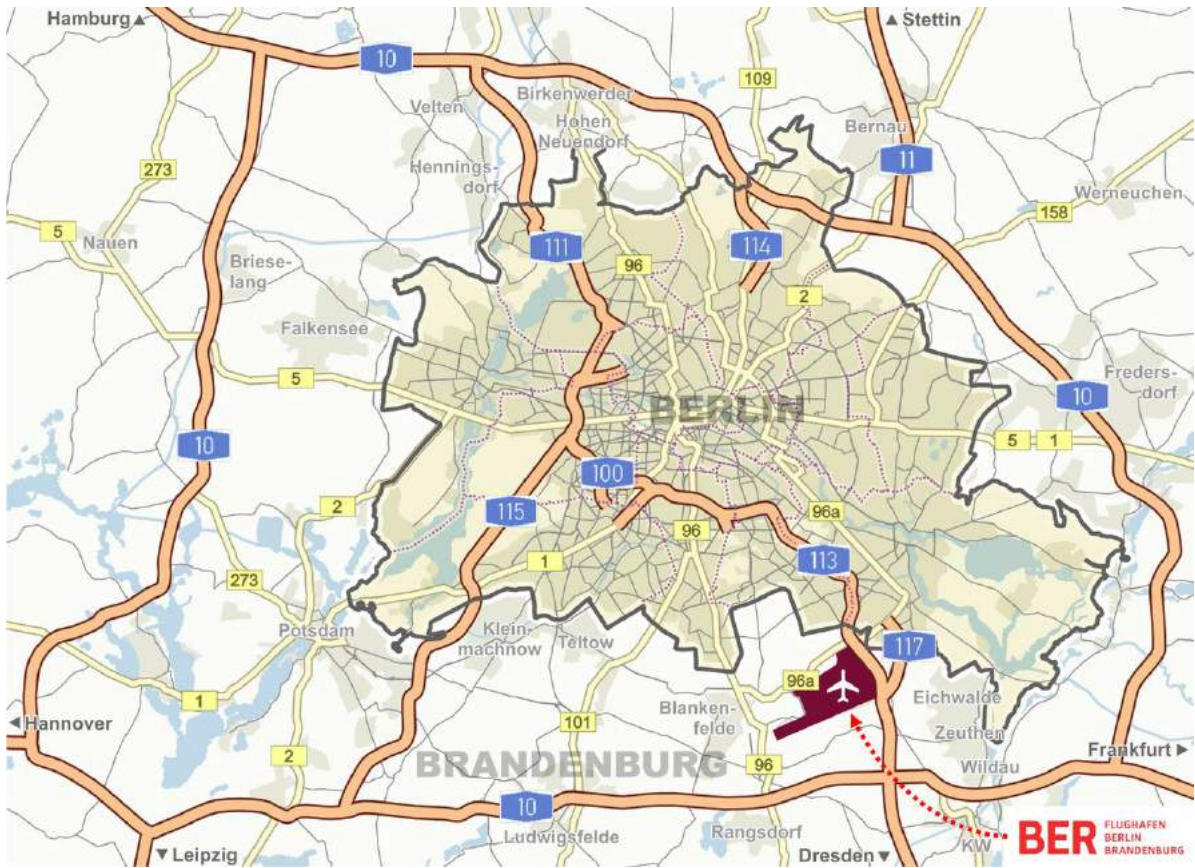 Hamburg
Stettin
10
109
Velten
Birkenwerder
Hohen
Neuendorf
Bernau
11
Hennings-
dorf
273
Werneuchen
158
5
Nauen
111
114
Briese-
lang
96
2
Falkensee
5
Freders-
dorf
10
BERLIN
10
5
1
100
2
115
96a
96
1
113
273
Potsdam
Klein-
machnow
Teltow
117
96a
Eichwalde
1
Hannover
Blanken-
felde
101
Zeuthen
2
BRANDENBURG
96
Frankfurt
Wildau
10
Ludwigsfelde
Rangsdorf
KW
BER
FLUGHAFEN
BERLIN
BRANDENBURG
Leipzig
Dresden